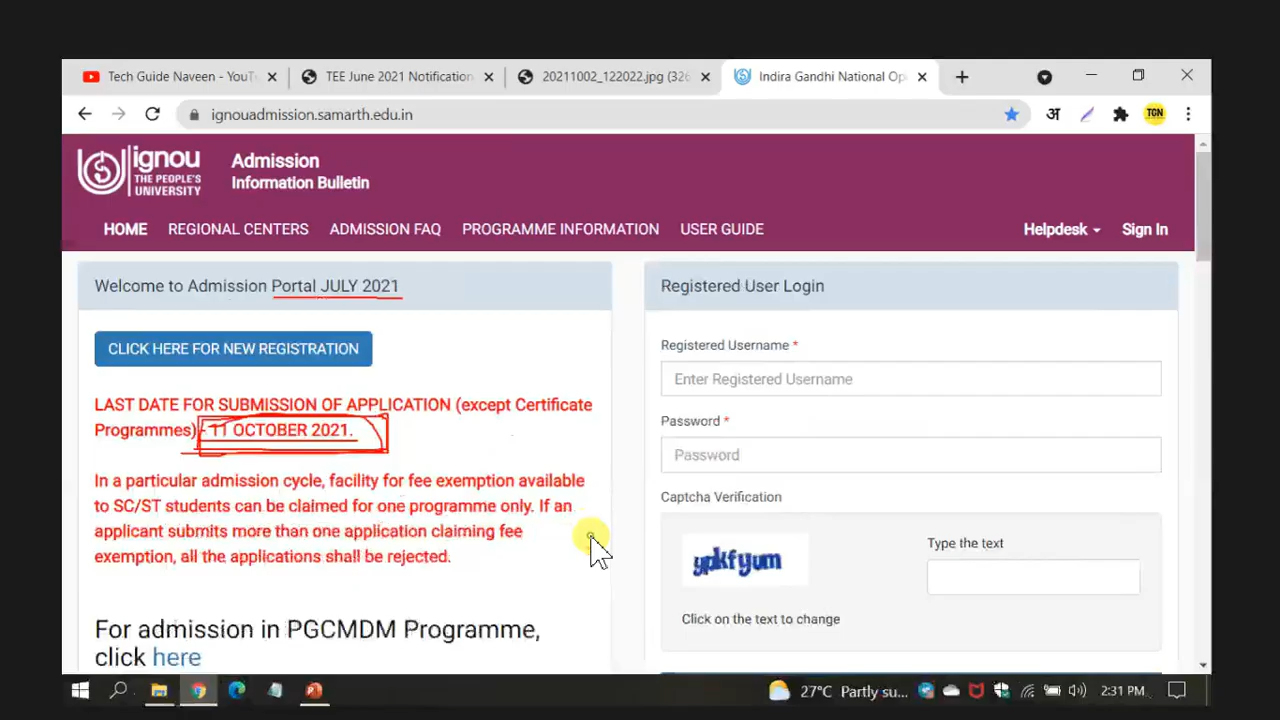 Tech Guide Naveen - YouT
TEE June 2021 Notification
20211002_122022.jpg (326
Indira Gandhi National Op
ignouadmission.samarth.edu.in
अ
TGN
ignou
THE PEOPLE'S
UNIVERSITY
Admission
Information Bulletin
HOME REGIONAL CENTERS ADMISSION FAQ PROGRAMME INFORMATION USER GUIDE Helpdesk Sign In
Welcome to Admission Portal JULY 2021
CLICK HERE FOR NEW REGISTRATION
LAST DATE FOR SUBMISSION OF APPLICATION (except Certificate
Programmes)- 11 OCTOBER 2021.
In a particular admission cycle, facility for fee exemption available
to SC/ST students can be claimed for one programme only. If an
applicant submits more than one application claiming fee
exemption, all the applications shall be rejected.
For admission in PGCMDM Programme,
click here
Registered User Login
Registered Username *
Enter Registered Username
Password *
Password
Captcha Verification
ypkfyum
Type the text
Click on the text to change
27°C Partly su...
2:31 PM